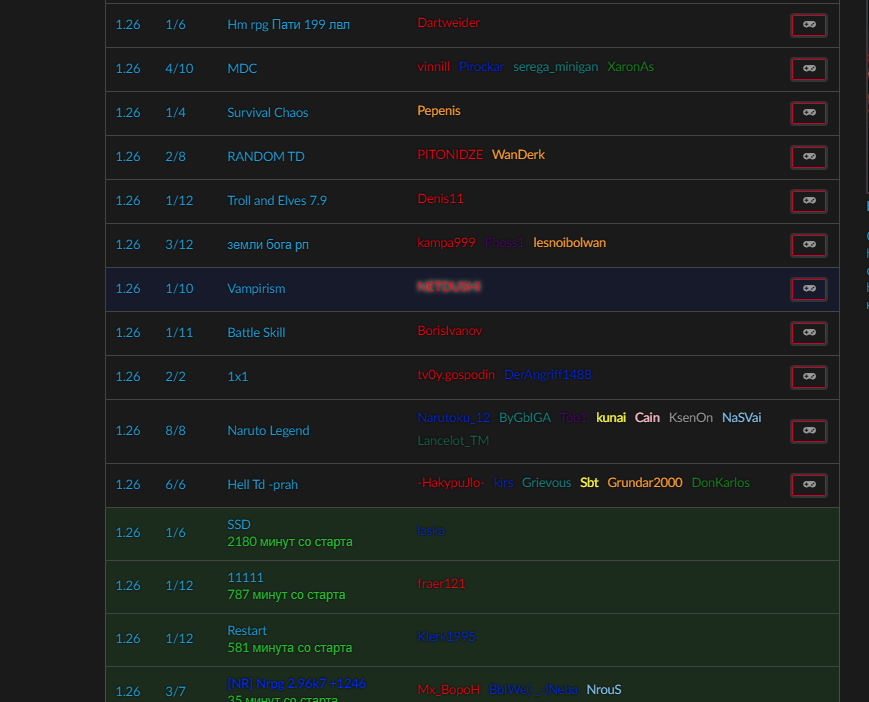 1.26 1/6 Hm rpg Пати 199 лвл Dartweider
1.26 4/10 MDC vinnill Pirockar serega_minigan XaronAs
1.26 1/4 Survival Chaos Pepenis
1.26 2/8 RANDOM TD PITONIDZE WanDerk
1.26 1/12 Troll and Elves 7.9 Denis11
1.26 3/12 земли бога рп kampa999 lesnoibolwan
1.26 1/10 Vampirism NETDUSHI
1.26 1/11 Battle Skill BorIsIvanov
1.26 2/2 1x1 tv0y.gospodin DerAngriff1488
1.26 8/8 Naruto Legend Narutoku_12 ByGblGA kunai Cain KsenOn NaSVai
Lancelot_TM
1.26 6/6 Hell Td -prah -HakypuJlo- kirs Grievous Sbt Grundar2000 DonKarlos
1.26 1/6 SSD
2180 минут со старта
1.26 1/12 11111 fraer121
787 минут со старта
1.26 1/12 Restart Klerk1995
581 минута со старта
1.26 3/7 [NR] Nrpg 2.96k7 +1246 Mx_BopoH NrouS
35 минут со старта